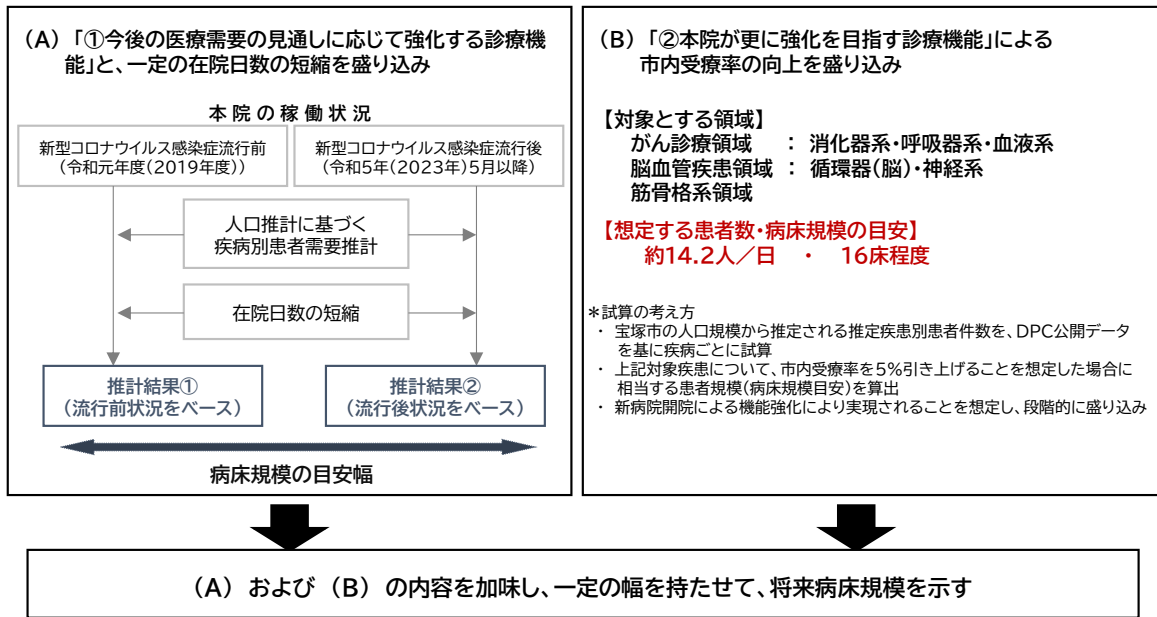 (A) 「①今後の医療需要の見通しに応じて強化する診療機
能」と、一定の在院日数の短縮を盛り込み
本院の稼働状況
新型コロナウイルス感染症流行前
(令和元年度(2019年度))
新型コロナウイルス感染症流行後
(令和5年(2023年)5月以降)
人口推計に基づく
疾病別患者需要推計
在院日数の短縮
推計結果①
(流行前状況をベース)
推計結果②
(流行後状況をベース)
病床規模の目安幅
(B) 「②本院が更に強化を目指す診療機能」による
市内受療率の向上を盛り込み
【対象とする領域】
がん診療領域 : 消化器系・呼吸器系・血液系
脳血管疾患領域 : 循環器(脳)・神経系
筋骨格系領域
【想定する患者数・病床規模の目安】
約14.2人/日 ・ 16床程度
*試算の考え方
・ 宝塚市の人口規模から推定される推定疾患別患者件数を、DPC公開データ
を基に疾病ごとに試算
・ 上記対象疾患について、市内受療率を5%引き上げることを想定した場合に
相当する患者規模(病床規模目安)を算出
・ 新病院開院による機能強化により実現されることを想定し、段階的に盛り込み
(A) および (B) の内容を加味し、一定の幅を持たせて、将来病床規模を示す